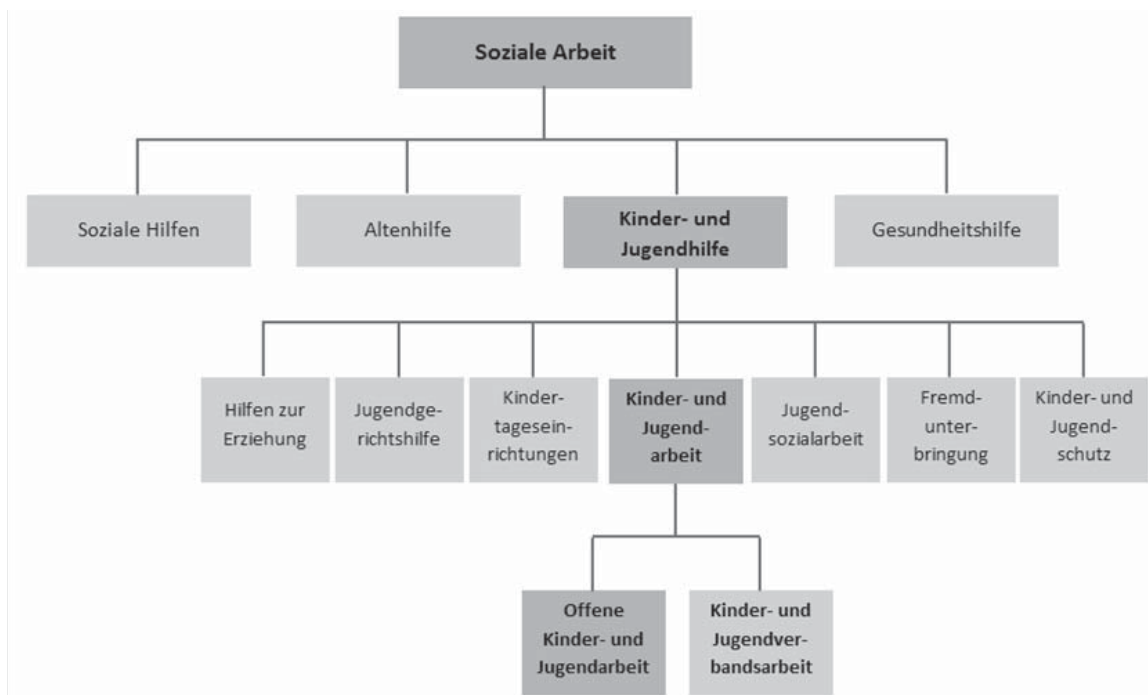 Soziale Arbeit
Soziale Hilfen
Altenhilfe
Kinder- und
Jugendhilfe
Gesundheitshilfe
Hilfen zur
Erziehung
Jugendge-
richtshilfe
Kinder-
tagesein-
richtungen
Kinder- und
Jugend-
arbeit
Jugend-
sozialarbeit
Fremd-
unter-
bringung
Kinder- und
Jugend-
schutz
Offene
Kinder- und
Jugendarbeit
Kinder- und
Jugendver-
bandsarbeit